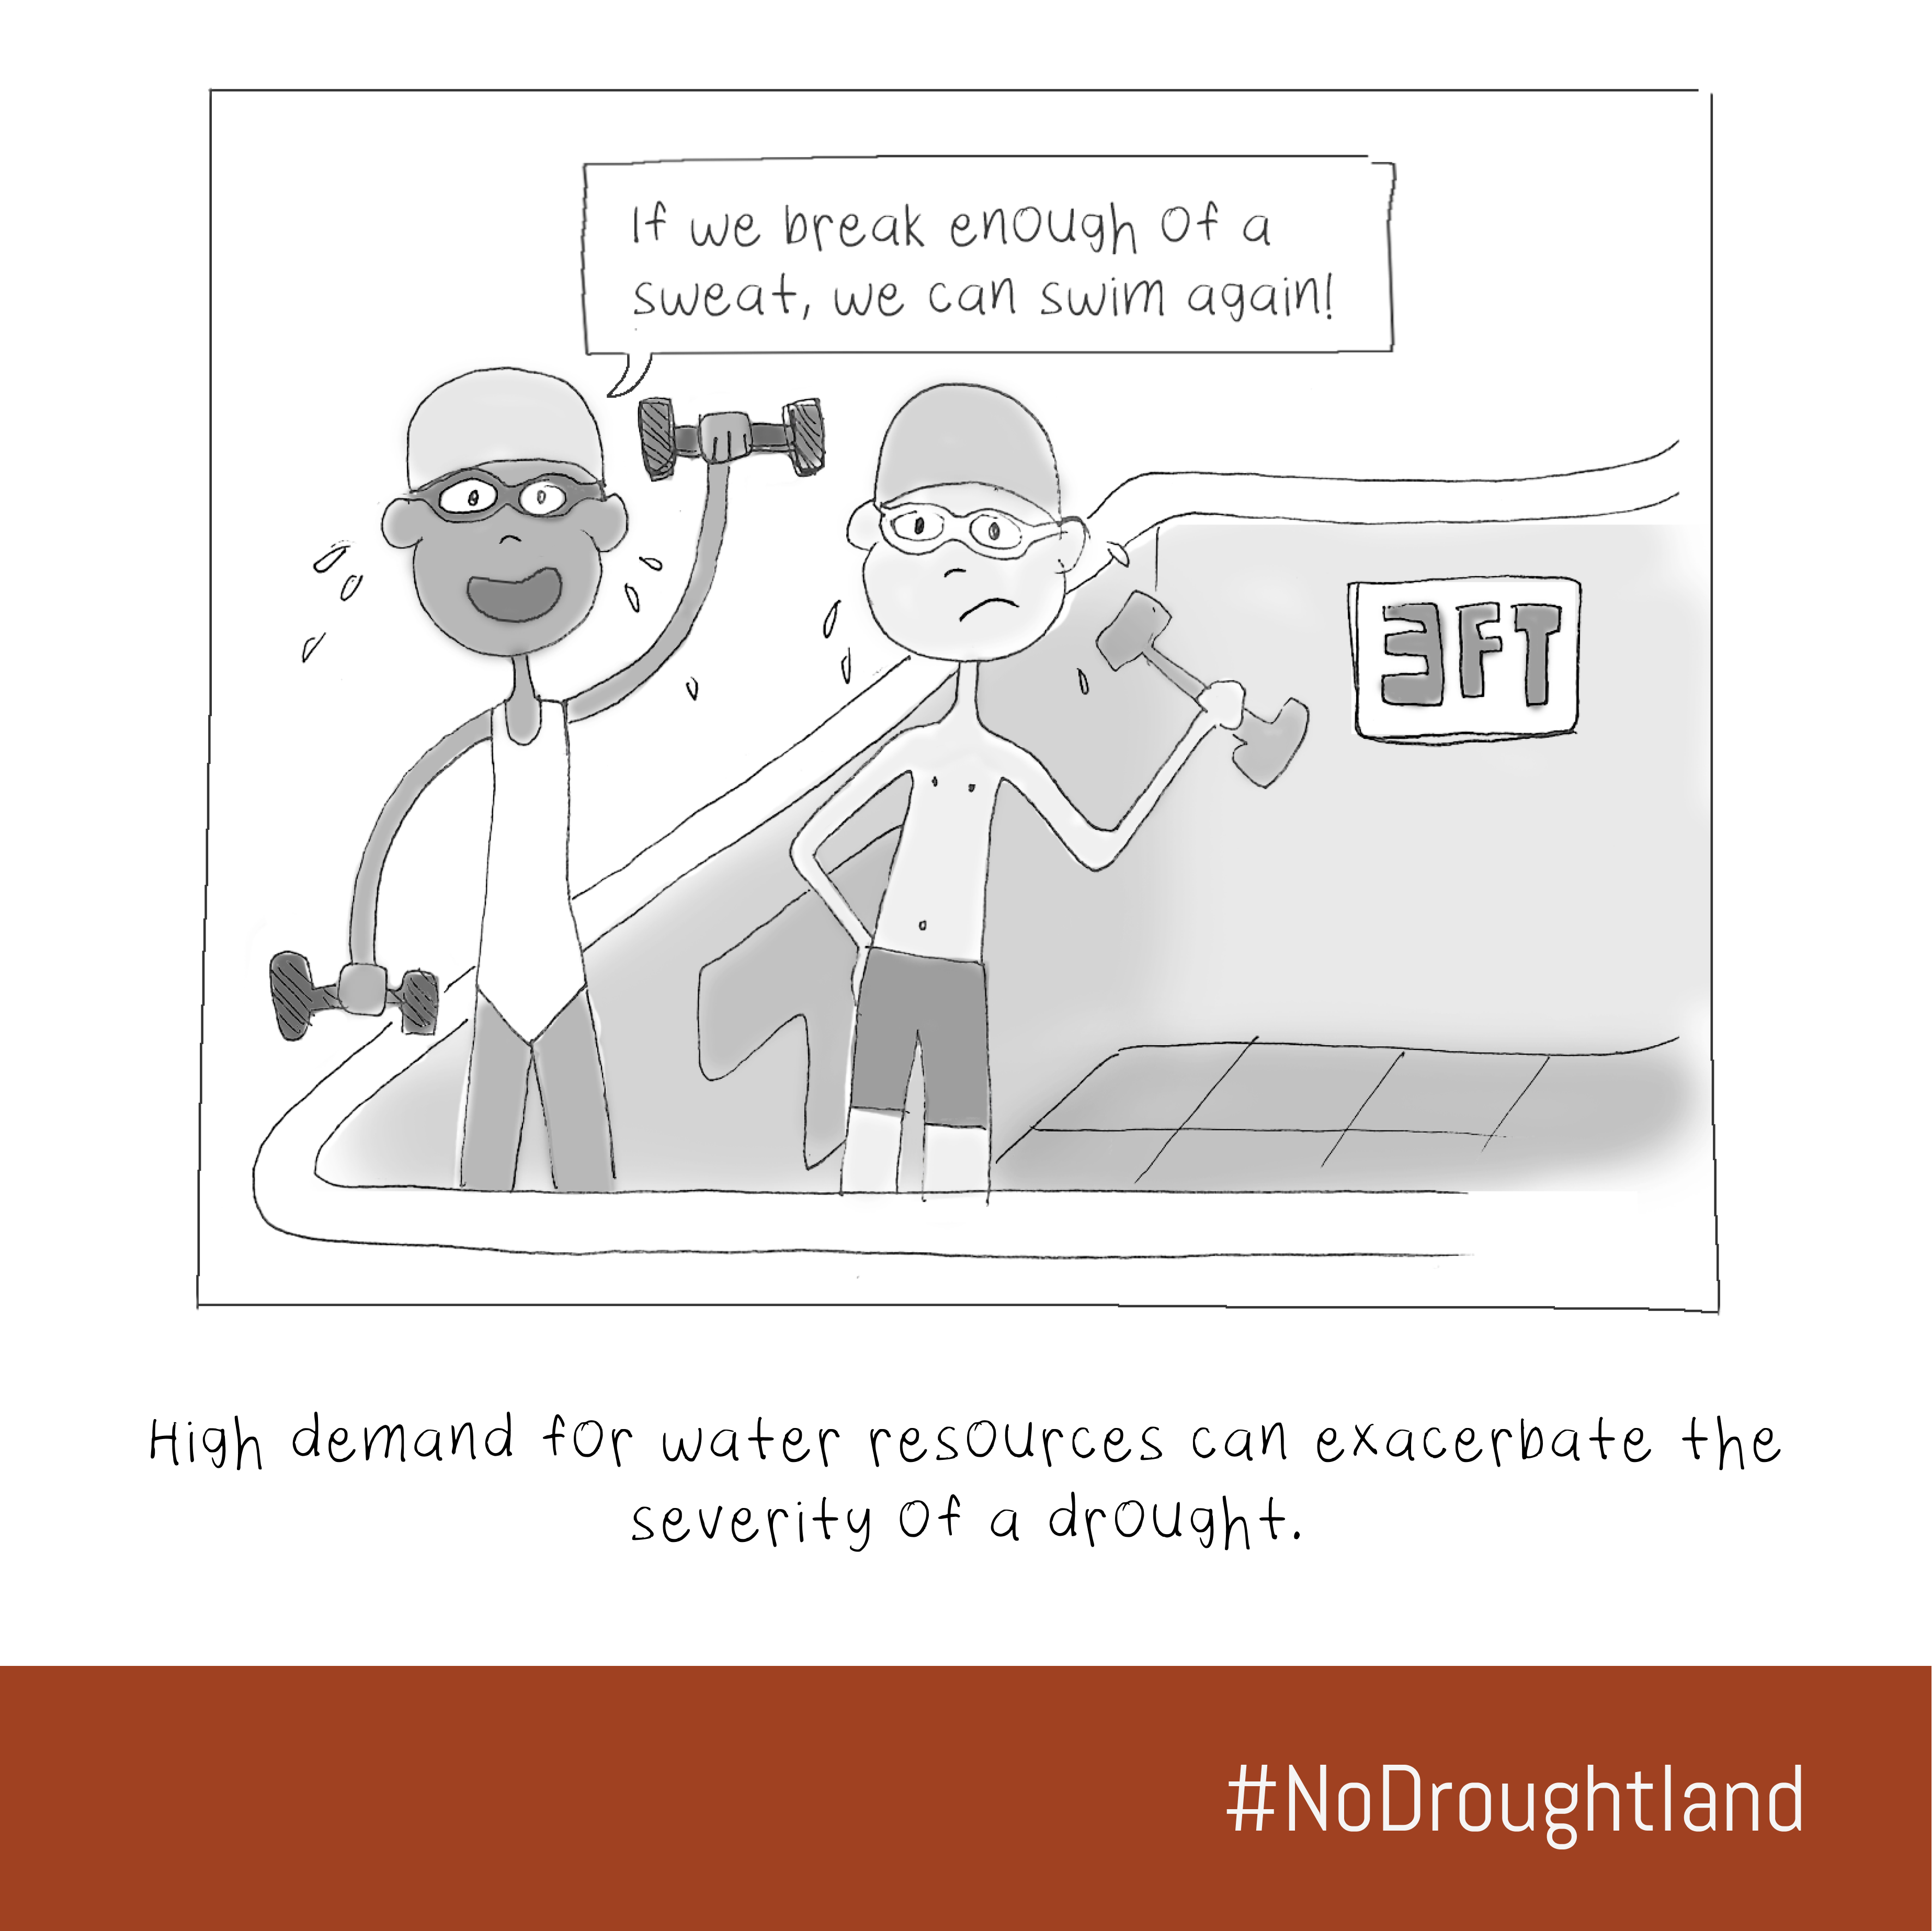 If we break enough of a
sweat, we can swim again!
3FT
High demand for water resources can exacerbate the
severity of a drought.
#NoDroughtland